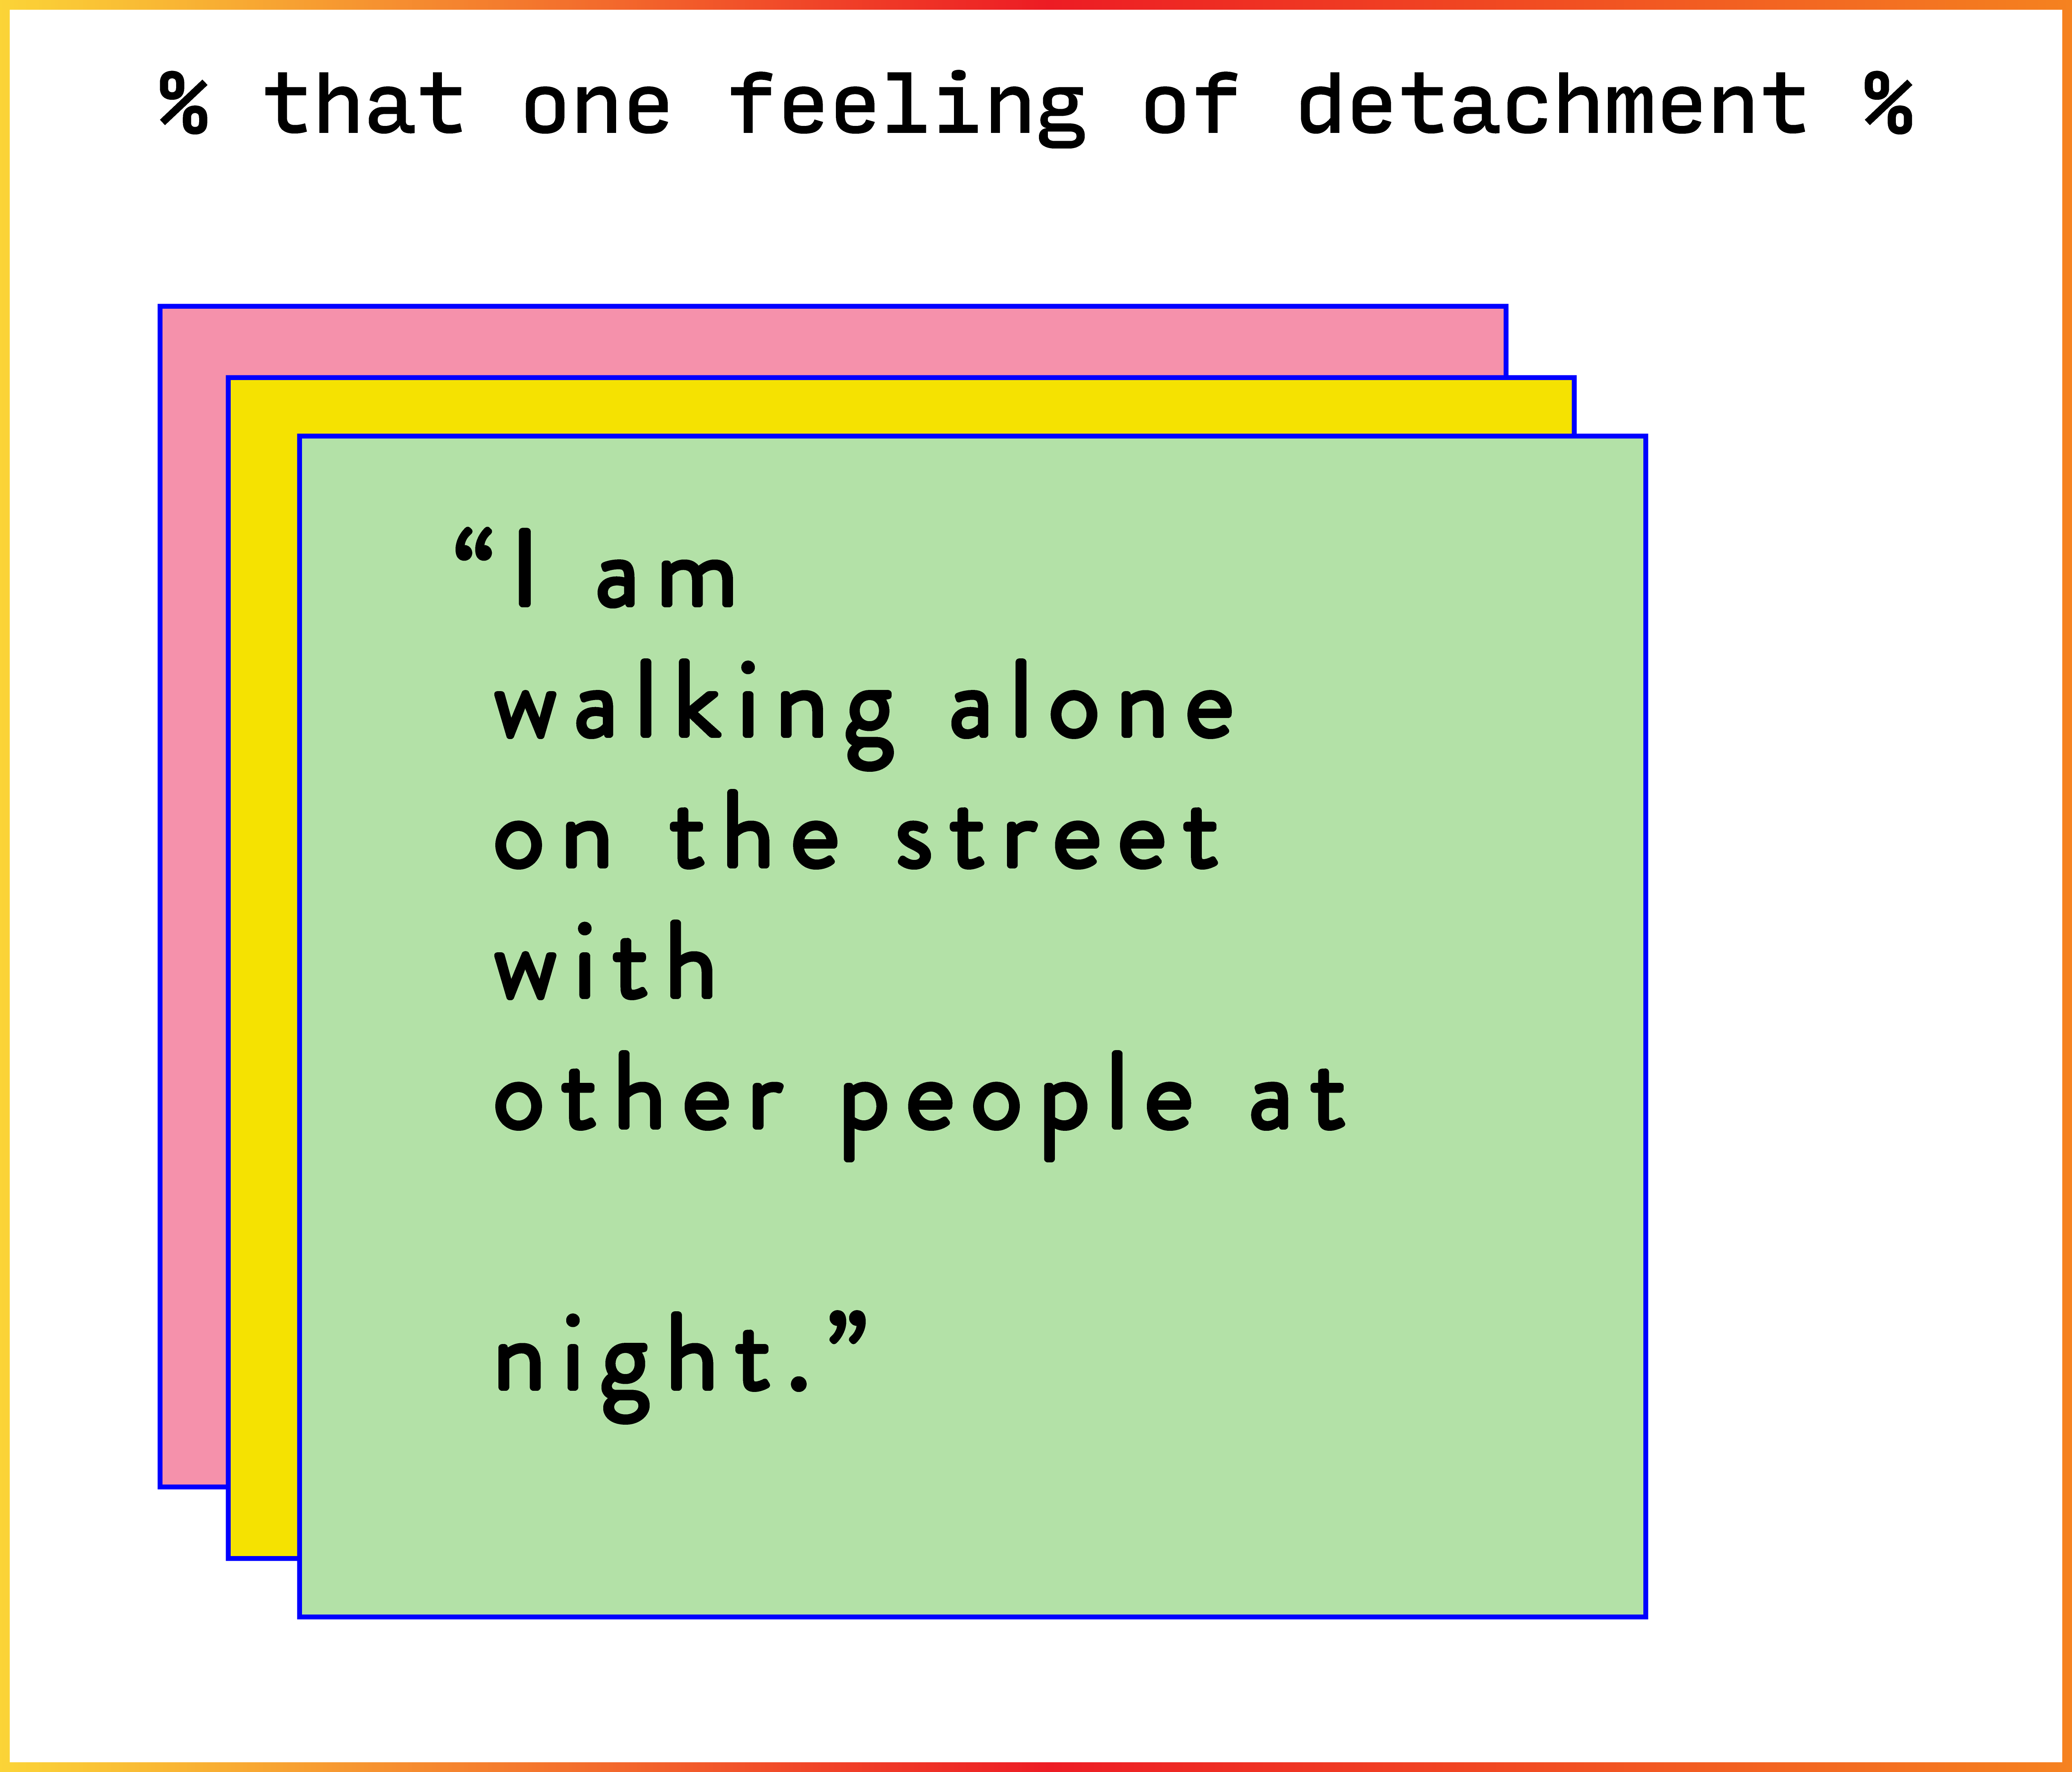 % that one feeling of detachment %
“I am
walking alone
on the street
with
other people at
night.”